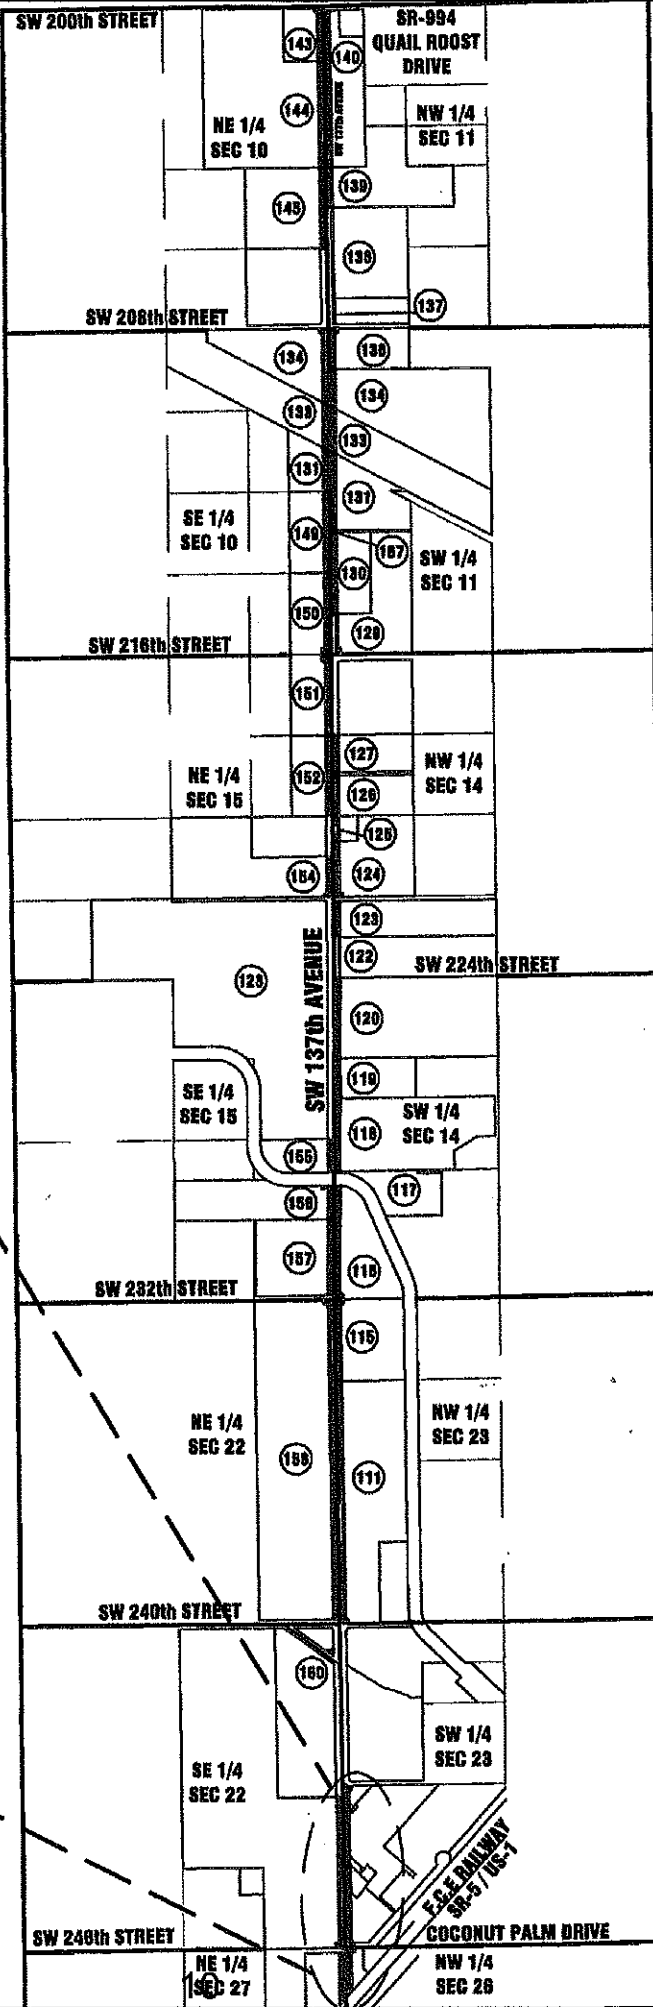 SW 200th STREET
SR-994
QUAIL ROOST
DRIVE
143
140
144
SW 137th AVENUE
NE 1/4
SEC 10
NW 1/4
SEC 11
139
145
138
137
SW 208th STREET
134
136
134
133
133
131
131
SE 1/4
SEC 10
149
167
SW 1/4
SEC 11
130
150
129
SW 216th STREET
151
127
NW 1/4
SEC 14
NE 1/4
SEC 15
152
126
125
154
124
123
122
SW 224th STREET
123
SW 137th AVENUE
120
119
SE 1/4
SEC 15
SW 1/4
SEC 14
118
155
117
156
157
SW 232th STREET
115
NE 1/4
SEC 22
NW 1/4
SEC 23
111
SW 240th STREET
160
SW 1/4
SEC 23
SE 1/4
SEC 22
F.C.E RAILWAY
SR-5 / US-1
SW 248th STREET
COCONUT PALM DRIVE
NE 1/4
SEC 27
NW 1/4
SEC 26